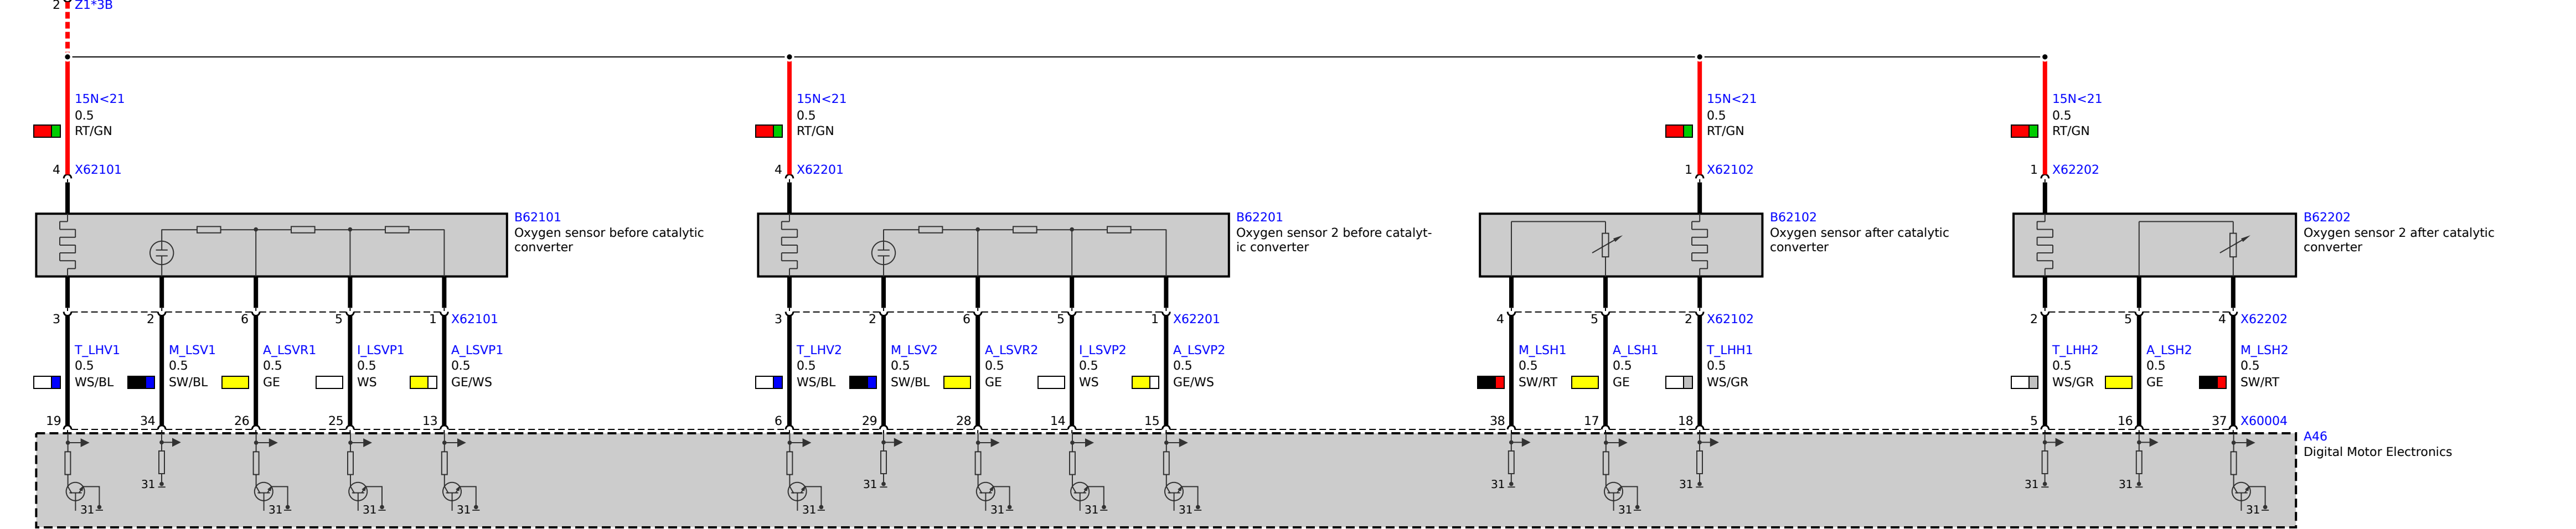 2 Z1*3B
15N<21 15N<21 15N<21 15N<21
0.5 0.5 0.5 0.5
RT/GN RT/GN RT/GN RT/GN
4 X62101 4 X62201 1 X62102 1 X62202
B62101
Oxygen sensor before catalytic
converter
B62201
Oxygen sensor 2 before catalyt-
ic converter
B62102
Oxygen sensor after catalytic
converter
B62202
Oxygen sensor 2 after catalytic
converter
3 2 6 5 1 X62101 3 2 6 5 1 X62201 4 5 2 X62102 2 5 4 X62202
T_LHV1 M_LSV1 A_LSVR1 I_LSVP1 A_LSVP1 T_LHV2 M_LSV2 A_LSVR2 I_LSVP2 A_LSVP2 M_LSH1 A_LSH1 T_LHH1 T_LHH2 A_LSH2 M_LSH2
0.5 0.5 0.5 0.5 0.5 0.5 0.5 0.5 0.5 0.5 0.5 0.5 0.5 0.5 0.5 0.5
WS/BL SW/BL GE WS GE/WS WS/BL SW/BL GE WS GE/WS SW/RT GE WS/GR WS/GR GE SW/RT
19 34 26 25 13 6 29 28 14 15 38 17 18 5 16 37 X60004
A46
Digital Motor Electronics
31 31 31 31 31 31
31 31 31 31 31 31 31 31 31 31